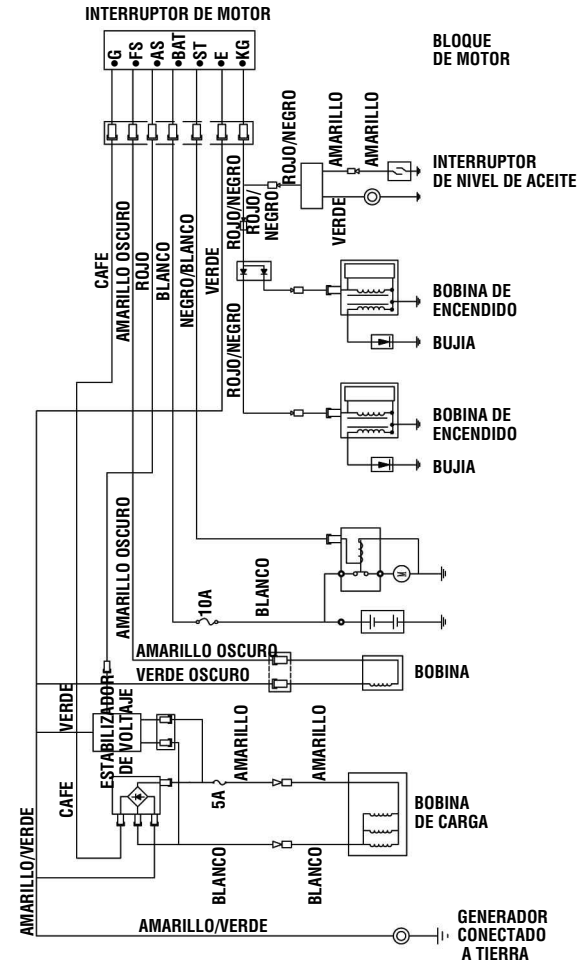 INTERRUPTOR DE MOTOR
G
FS
AS
BAT
ST
E
KG
BLOQUE
DE MOTOR
ROJO/NEGRO
AMARILLO
AMARILLO
INTERRUPTOR
DE NIVEL DE ACEITE
ROJO/NEGRO
ROJO/
NEGRO
VERDE
CAFE
AMARILLO OSCURO
ROJO
BLANCO
NEGRO/BLANCO
VERDE
ROJO/NEGRO
BOBINA DE
ENCENDIDO
BUJIA
BOBINA DE
ENCENDIDO
BUJIA
AMARILLO OSCURO
10A
BLANCO
AMARILLO OSCURO
VERDE OSCURO
BOBINA
VERDE
ESTABILIZADOR
DE VOLTAJE
CAFE
5A
AMARILLO
AMARILLO
BOBINA
DE CARGA
BLANCO
BLANCO
AMARILLO/VERDE
AMARILLO/VERDE
GENERADOR
CONECTADO
A TIERRA